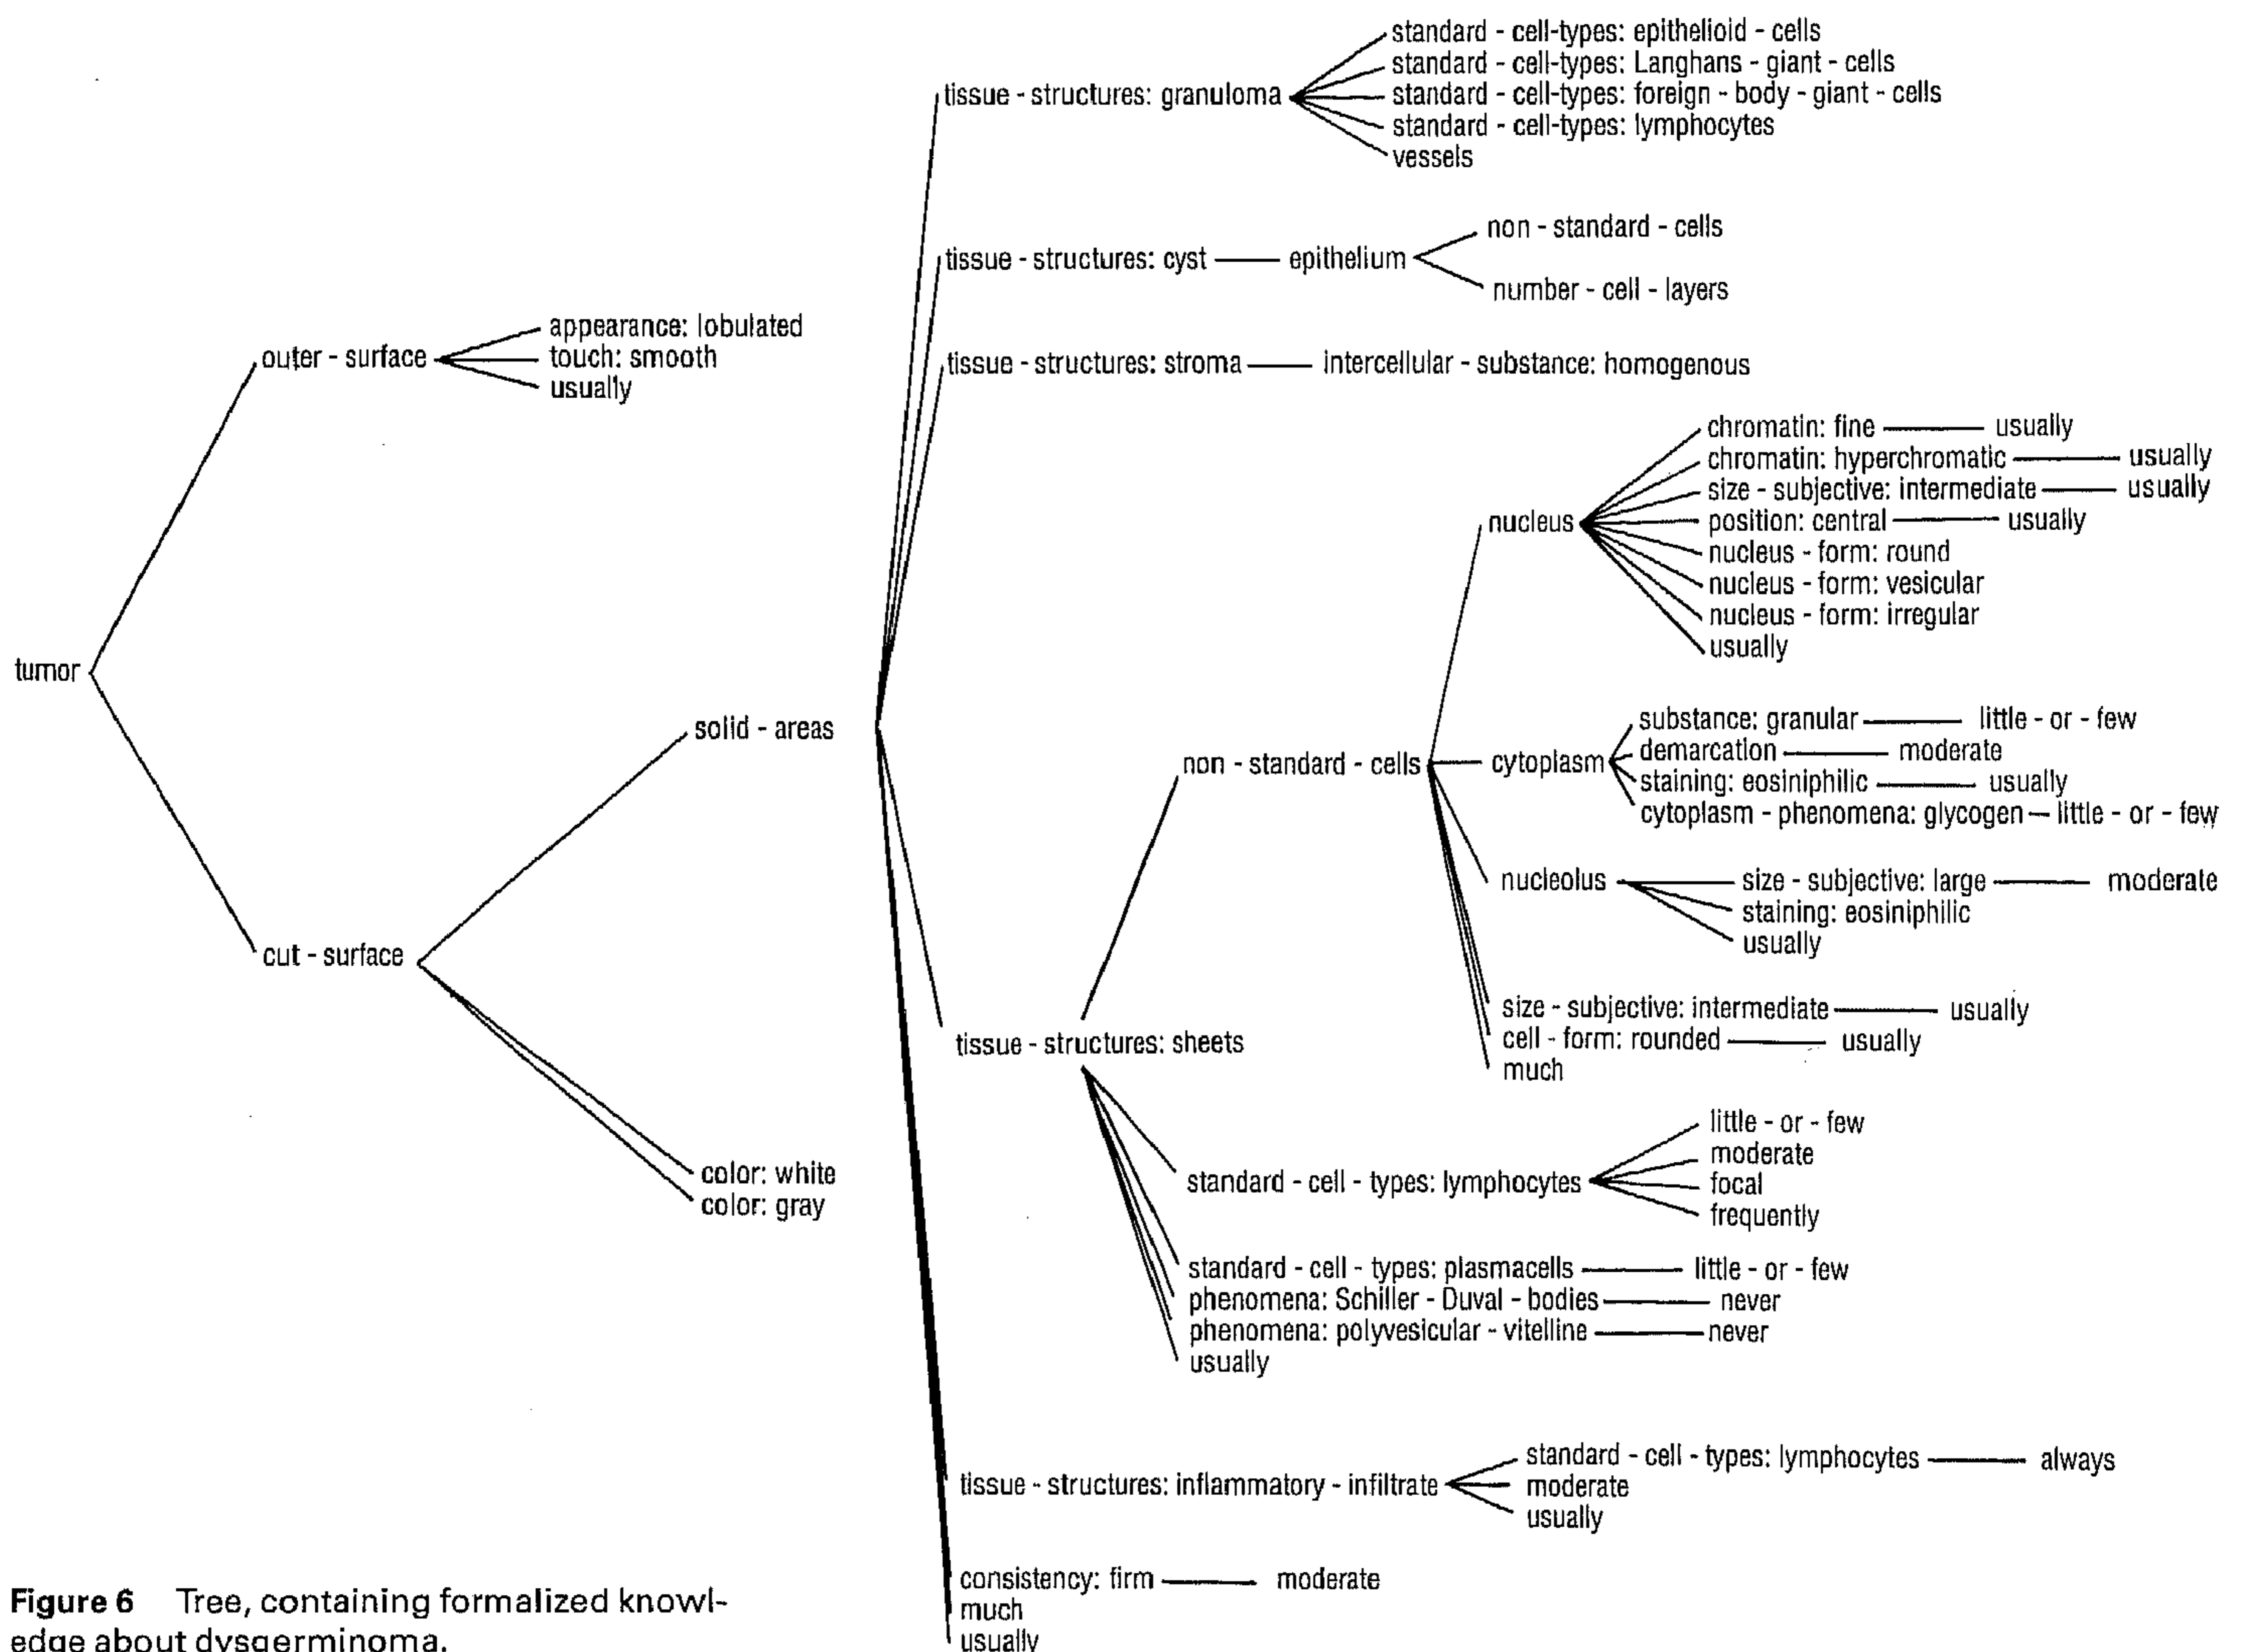 standard - cell-types: epithelioid - cells
standard - cell-types: Langhans - giant - cells
tissue - structures: granuloma
standard - cell-types: foreign - body - giant - cells
standard - cell-types: lymphocytes
vessels
non - standard - cells
tissue - structures: cyst
epithelium
number - cell - layers
appearance: lobulated
outer - surface
touch: smooth
usually
tissue - structures: stroma
intercellular - substance: homogenous
chromatin: fine
usually
chromatin: hyperchromatic
usually
size - subjective: intermediate
usually
nucleus
position: central
usually
nucleus - form: round
nucleus - form: vesicular
nucleus - form: irregular
usually
tumor
solid - areas
substance: granular
little - or - few
non - standard - cells
cytoplasm
demarcation
moderate
staining: eosiniphilic
usually
cytoplasm - phenomena: glycogen
little - or - few
nucleolus
size - subjective: large
moderate
staining: eosiniphilic
usually
cut - surface
size - subjective: intermediate
usually
tissue - structures: sheets
cell - form: rounded
usually
much
little - or - few
moderate
color: white
standard - cell - types: lymphocytes
focal
color: gray
frequently
standard - cell - types: plasmacells
little - or - few
phenomena: Schiller - Duval - bodies
never
phenomena: polyvesicular - vitelline
never
usually
standard - cell - types: lymphocytes
always
tissue - structures: inflammatory - infiltrate
moderate
usually
consistency: firm
moderate
much
usually
Figure 6 Tree, containing formalized knowl-
edge about dysgerminoma.